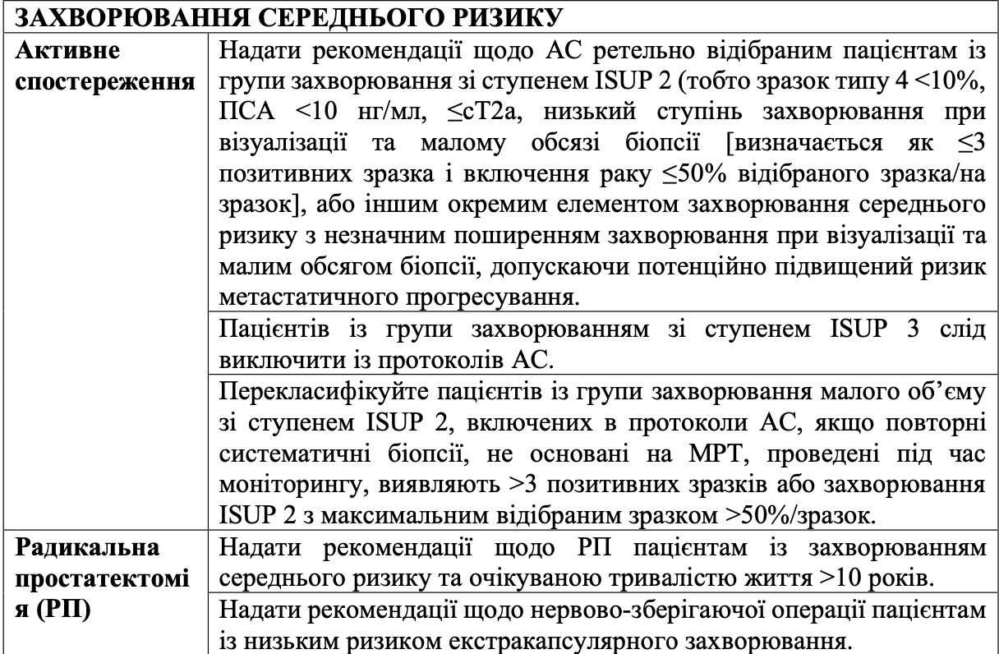 ЗАХВОРЮВАННЯ СЕРЕДНЬОГО РИЗИКУ
Активне
спостереження
Надати рекомендації щодо АС ретельно відібраним пацієнтам із
групи захворювання зі ступенем ISUP 2 (тобто зразок типу 4 <10%,
ПСА <10 нг/мл, ≤cT2a, низький ступінь захворювання при
візуалізації та малому обсязі біопсії [визначається як ≤3
позитивних зразка і включення раку ≤50% відібраного зразка/на
зразок], або іншим окремим елементом захворювання середнього
ризику з незначним поширенням захворювання при візуалізації та
малим обсягом біопсії, допускаючи потенційно підвищений ризик
метастатичного прогресування.
Пацієнтів із групи захворюванням зі ступенем ISUP 3 слід
виключити із протоколів АС.
Перекласифікуйте пацієнтів із групи захворювання малого об’єму
зі ступенем ISUP 2, включених в протоколи АС, якщо повторні
систематичні біопсії, не основані на МРТ, проведені під час
моніторингу, виявляють >3 позитивних зразків або захворювання
ISUP 2 з максимальним відібраним зразком >50%/зразок.
Радикальна
простатектомі
я (РП)
Надати рекомендації щодо РП пацієнтам із захворюванням
середнього ризику та очікуваною тривалістю життя >10 років.
Надати рекомендації щодо нервово-зберігаючої операції пацієнтам
із низьким ризиком екстракапсулярного захворювання.